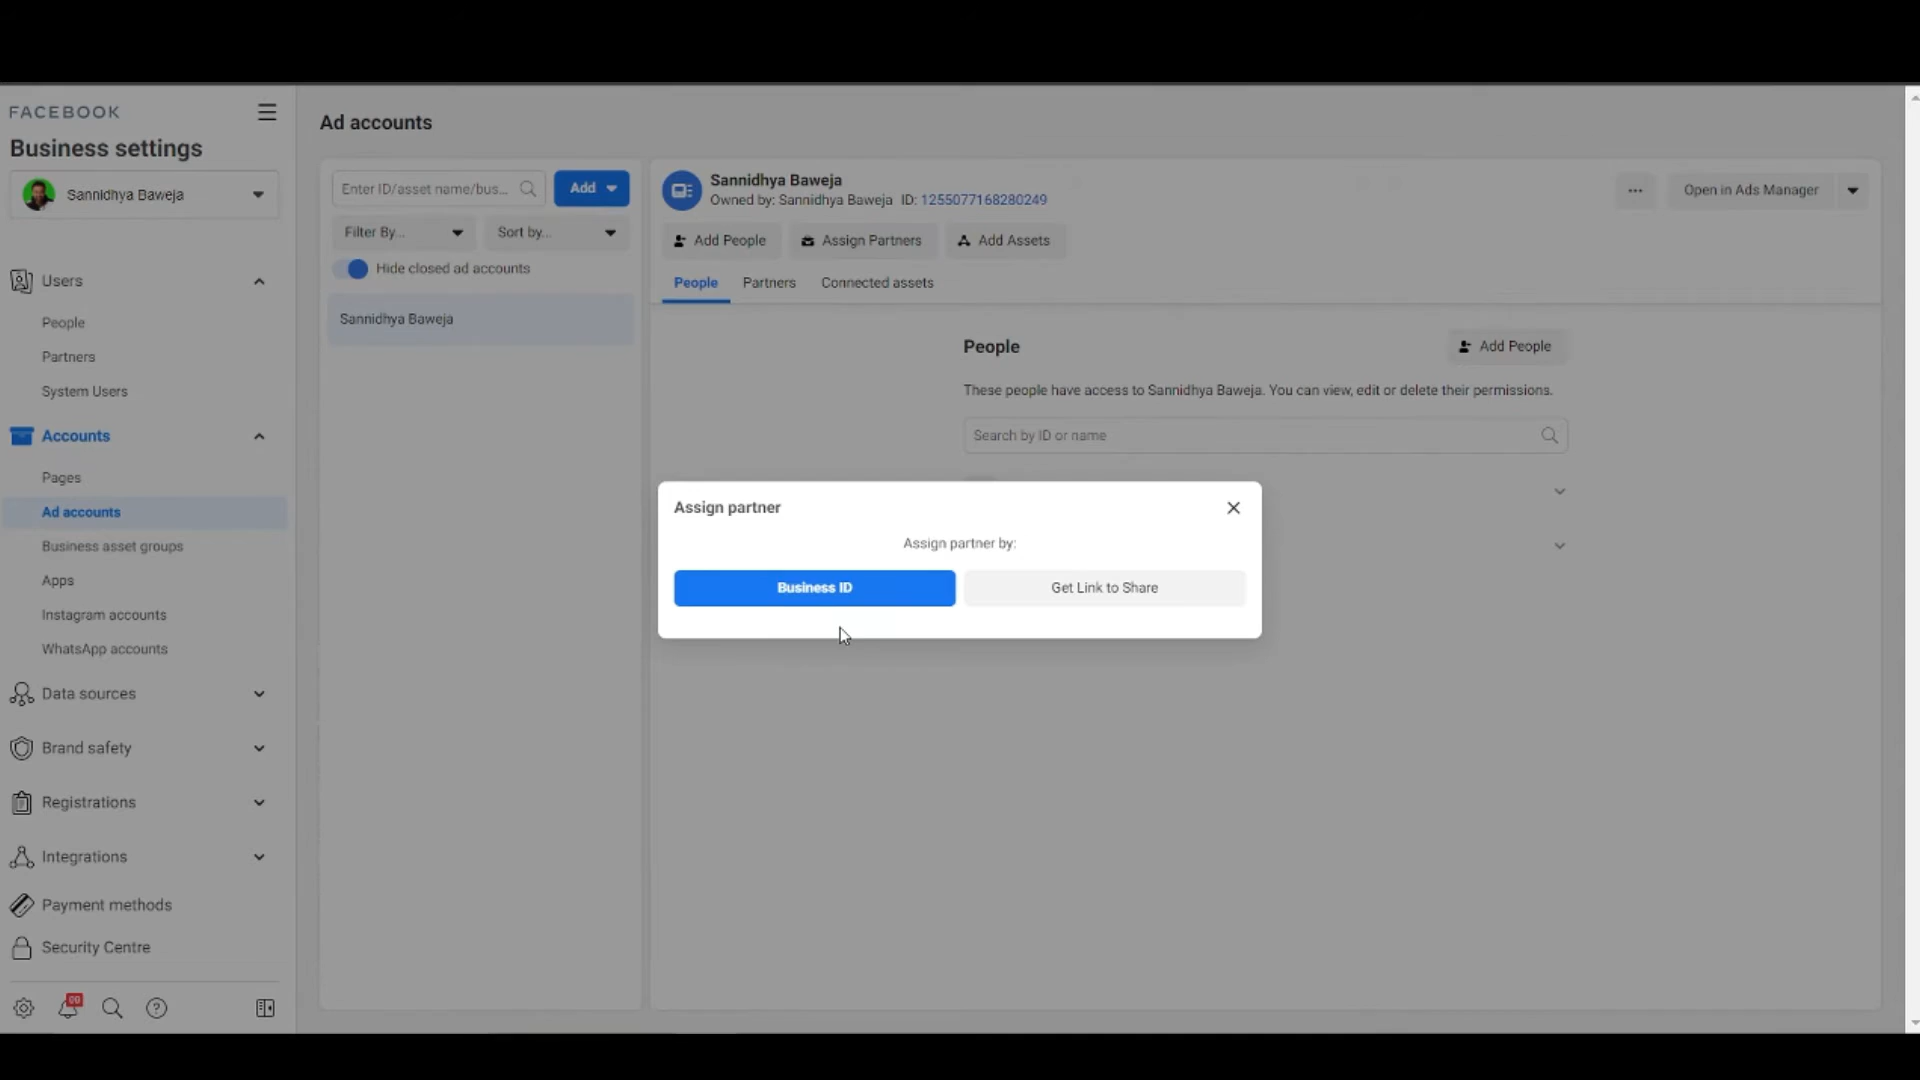 FACEBOOK
Business settings
Sannidhya Baweja
Users
People
Partners
System Users
Accounts
Pages
Ad accounts
Business asset groups
Apps
Instagram accounts
WhatsApp accounts
Data sources
Brand safety
Registrations
Integrations
Payment methods
Security Centre
Ad accounts
Enter ID/asset name/bus...
Add
Filter By...
Sort by...
Hide closed ad accounts
Sannidhya Baweja
Sannidhya Baweja
Owned by: Sannidhya Baweja ID: 1255077168280249
Open in Ads Manager
Add People
Assign Partners
Add Assets
People
Partners
Connected assets
People
Add People
These people have access to Sannidhya Baweja. You can view, edit or delete their permissions.
Search by ID or name
Assign partner
Assign partner by:
Business ID
Get Link to Share